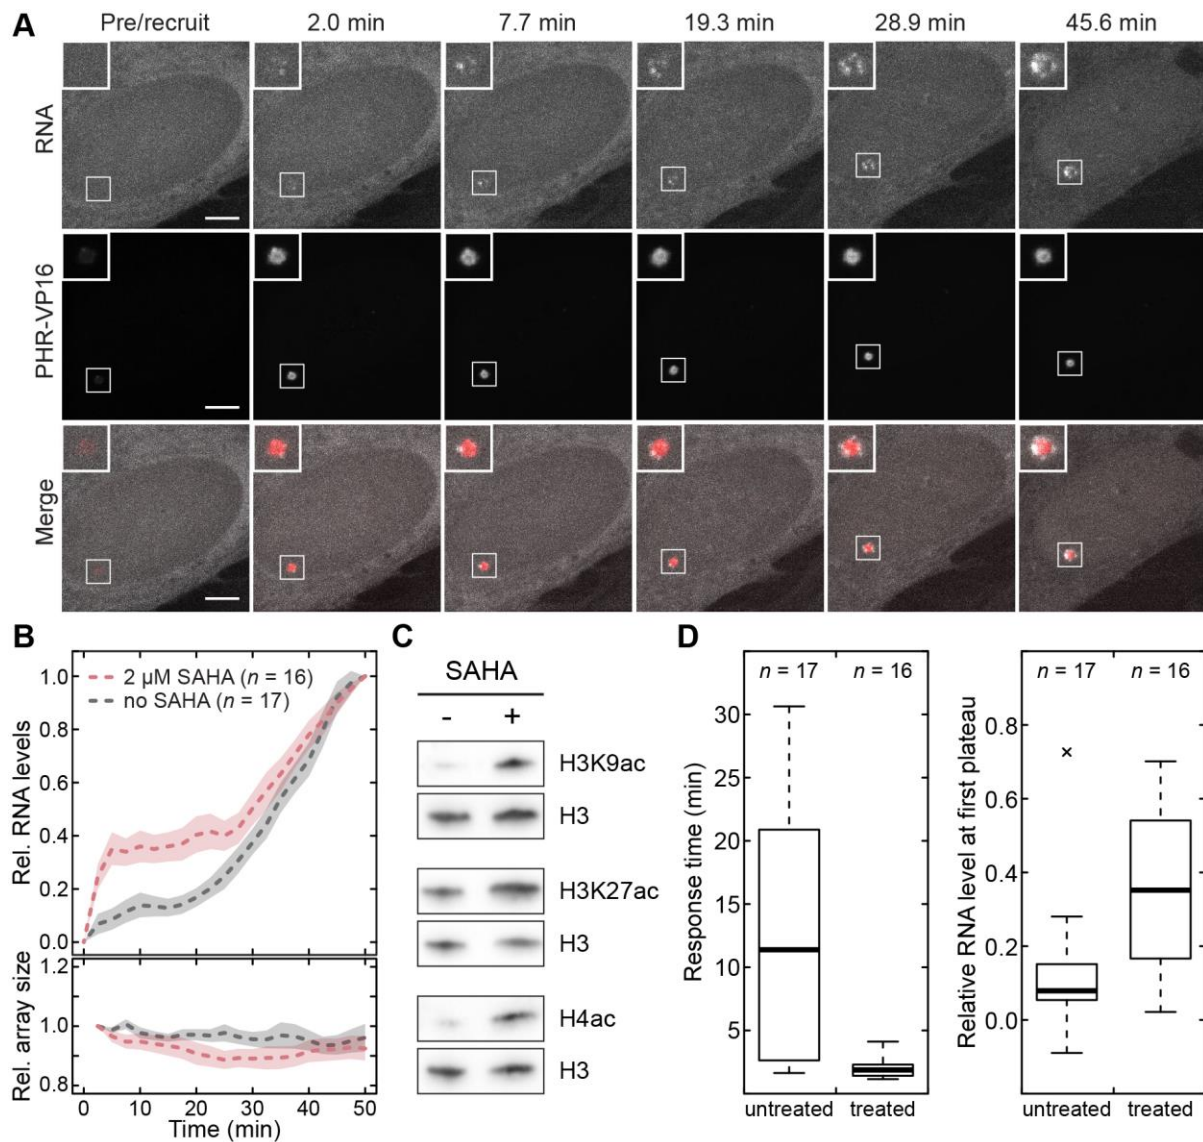 A
Pre/recruit 2.0 min 7.7 min 19.3 min 28.9 min 45.6 min
RNA
PHR-VP16
Merge
B
Rel. RNA levels
1.0
0.8
0.6
0.4
0.2
0.0
2 µM SAHA (n = 16)
no SAHA (n = 17)
Rel. array size
1.2
1.0
0.8
0 10 20 30 40 50
Time (min)
C
SAHA
- +
H3K9ac
H3
H3K27ac
H3
H4ac
H3
D
Response time (min)
30
25
20
15
10
5
n = 17 n = 16
untreated treated
Relative RNA level at first plateau
0.8
0.6
0.4
0.2
0.0
n = 17 n = 16
untreated treated